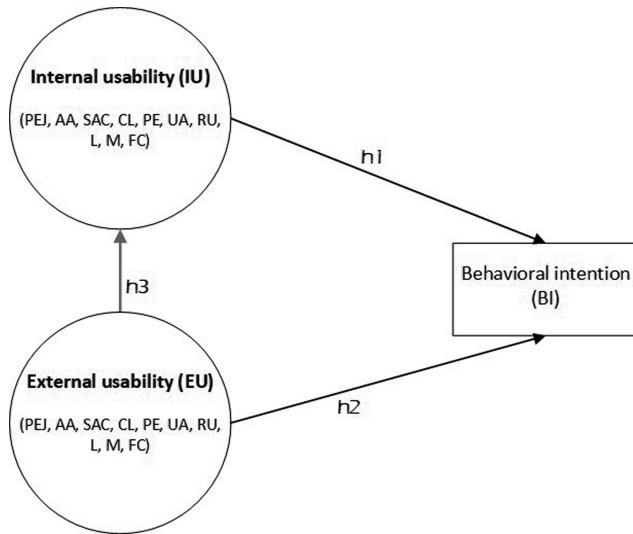 Internal usability (IU)
(PEJ, AA, SAC, CL, PE, UA, RU,
L, M, FC)
h1
Behavioral intention
(BI)
h3
External usability (EU)
(PEJ, AA, SAC, CL, PE, UA, RU,
L, M, FC)
h2